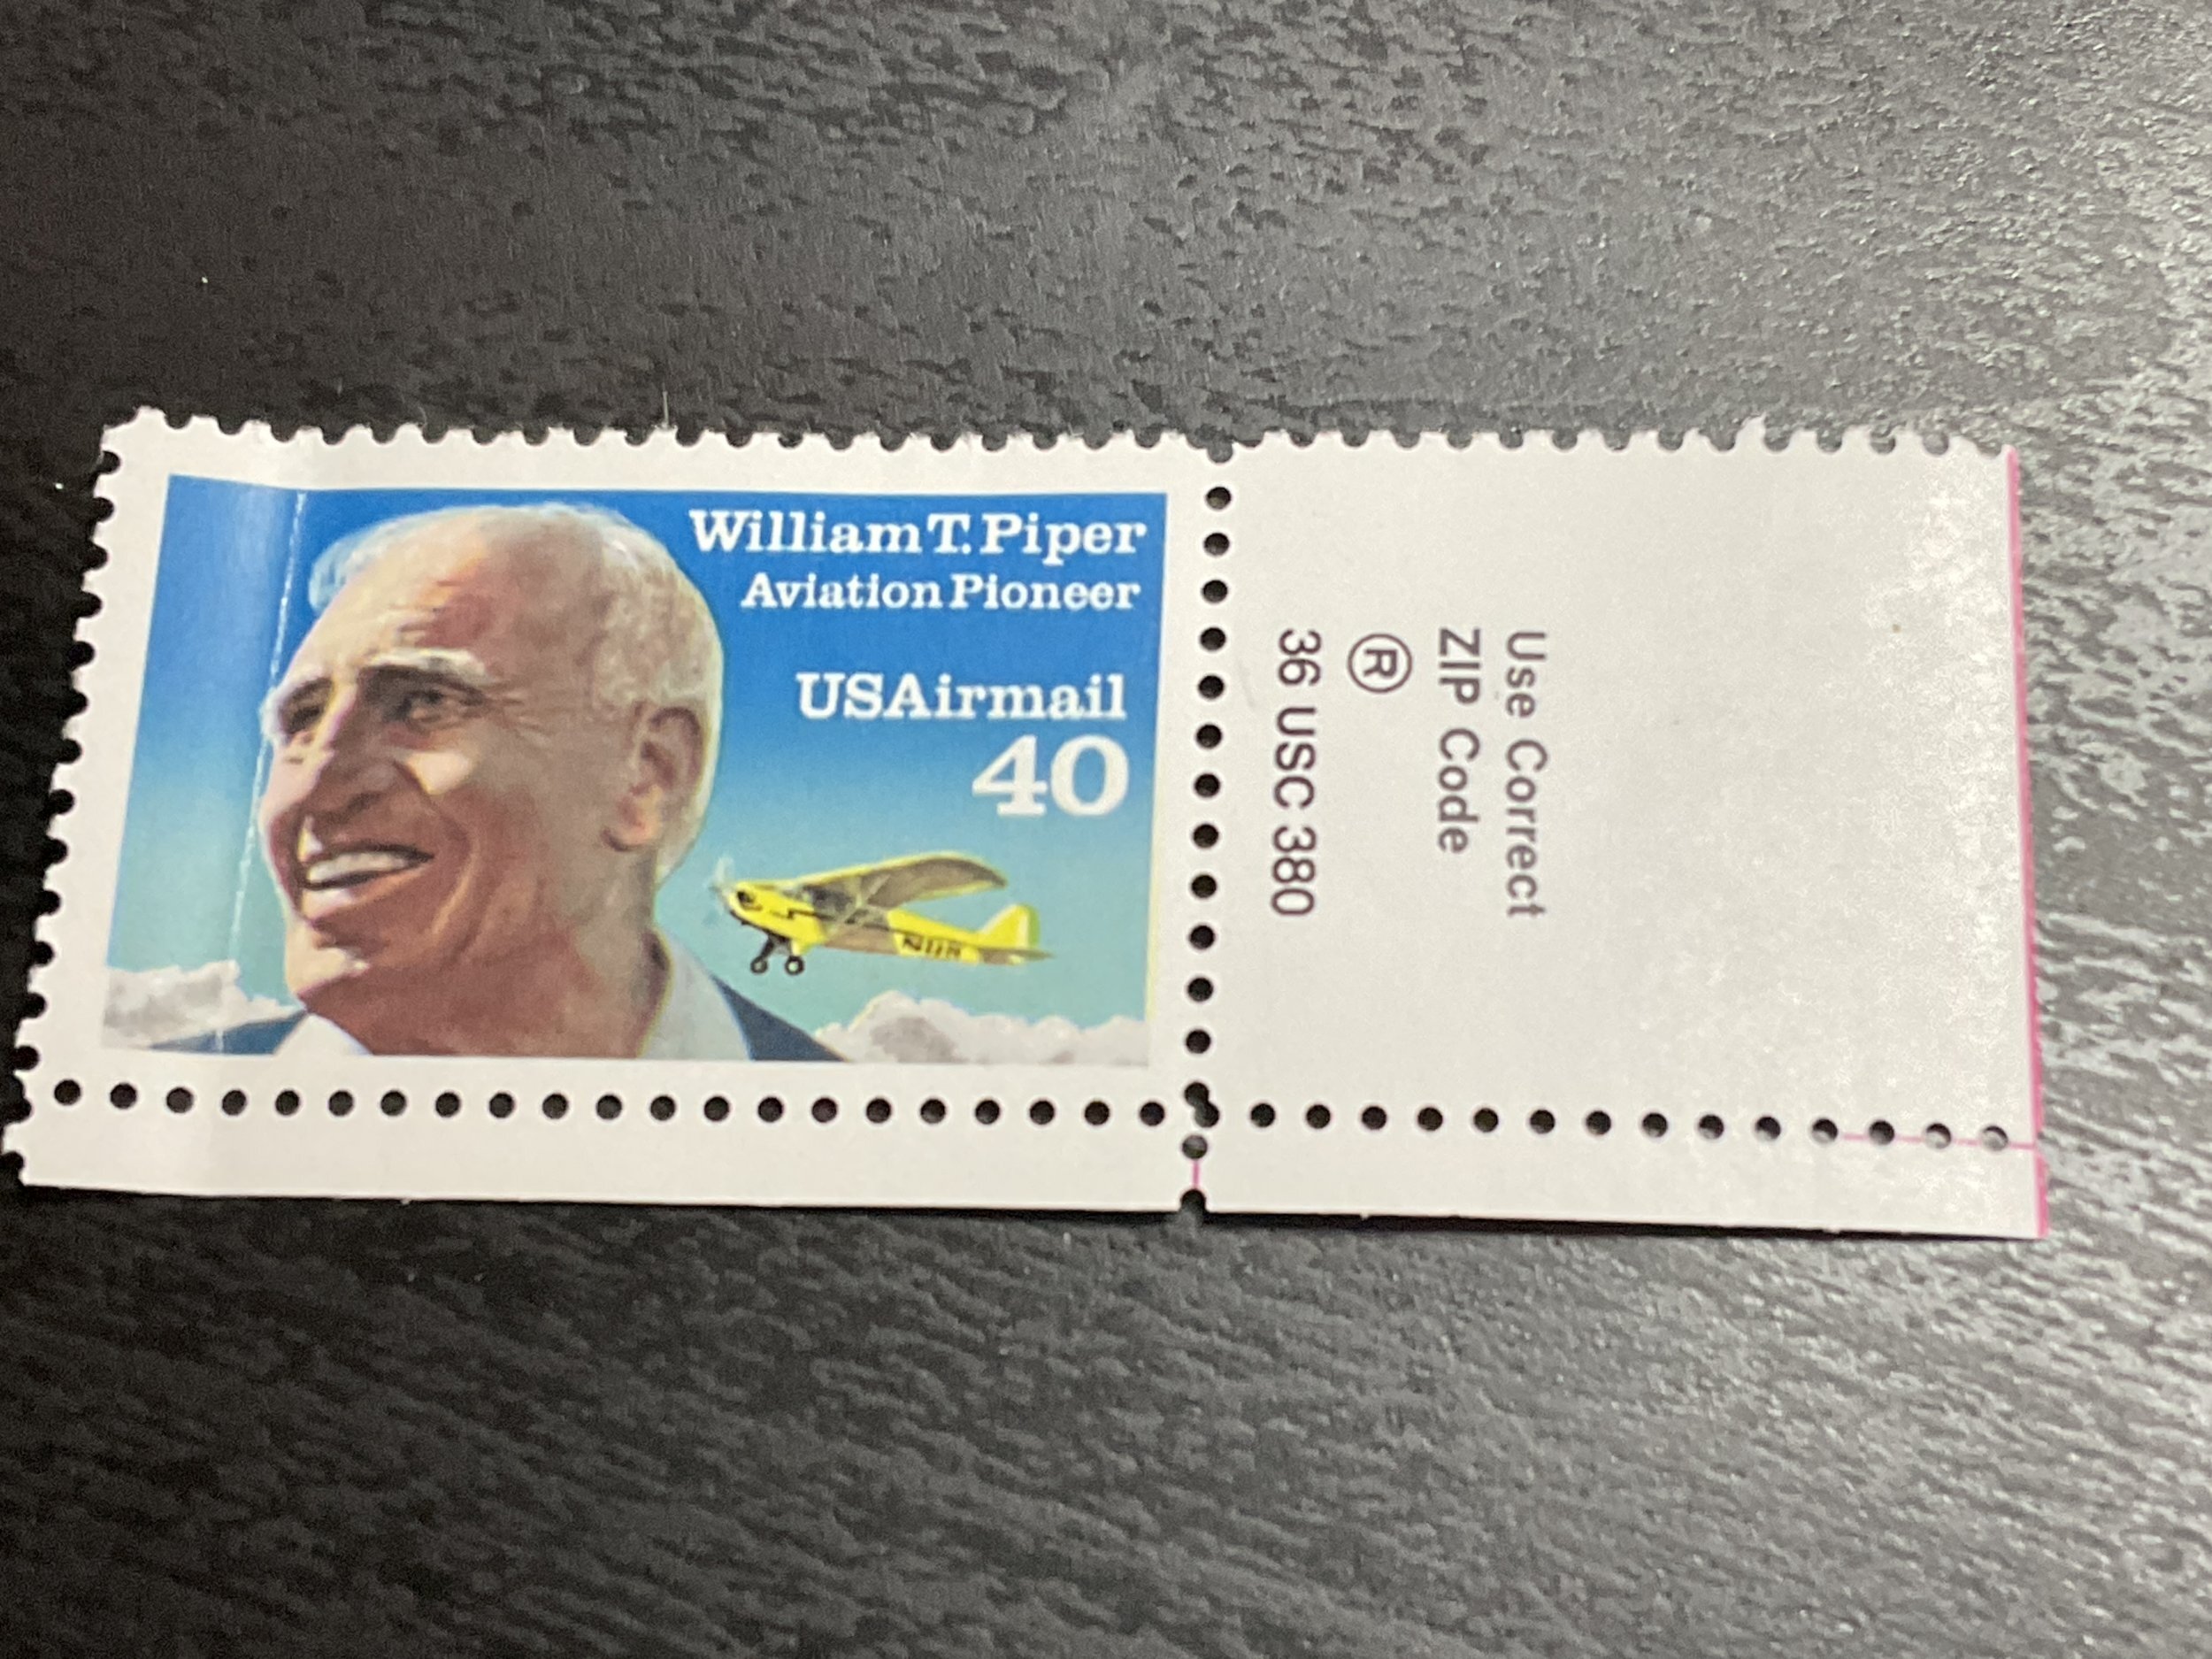 William T. Piper
Aviation Pioneer
USAirmail
40
Use Correct
ZIP Code
®
36 USC 380